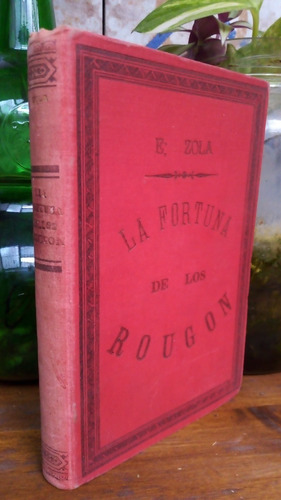 E, ZOLA
LA FORTUNA
DE LOS
ROUGON